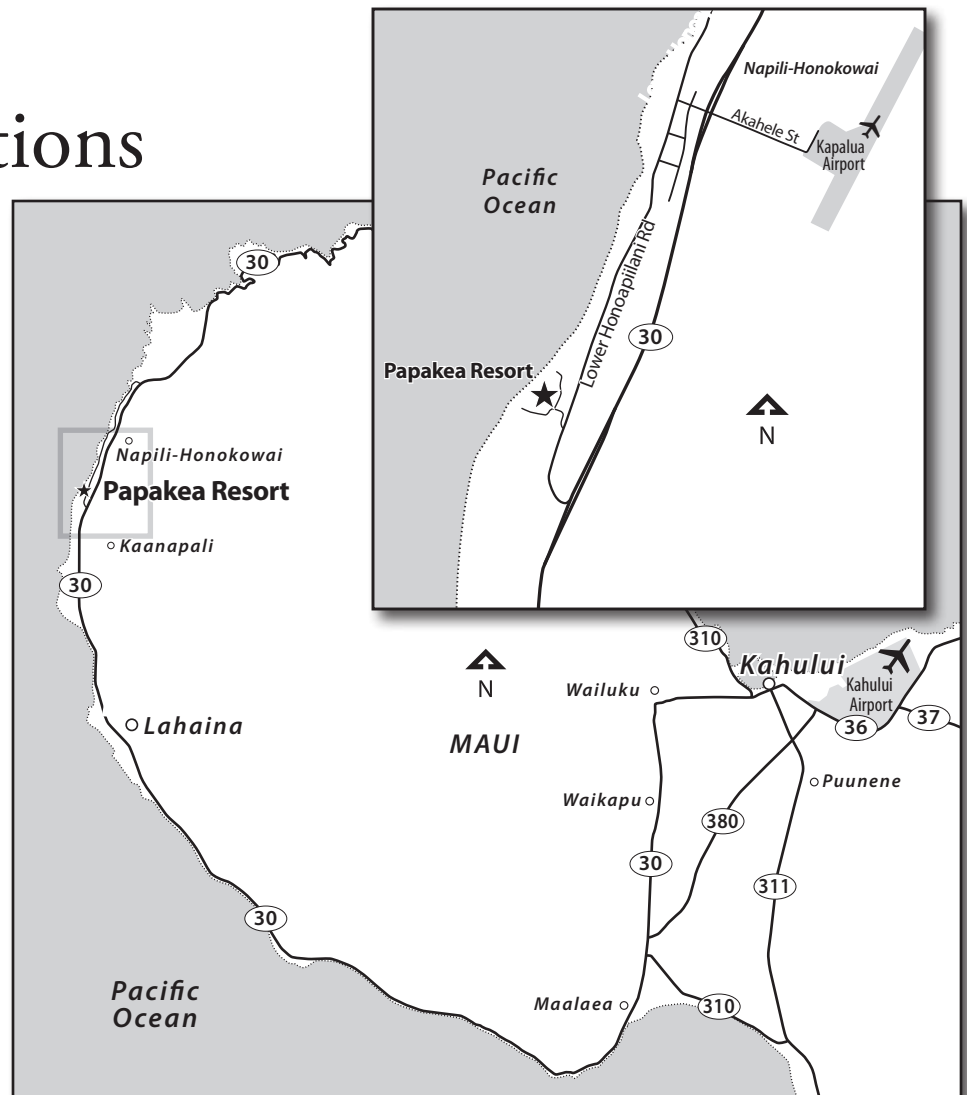 tions
Napili-Honokowai
Akahele St
Kapalua
Airport
Pacific
Ocean
Lower Honoapiilani Rd
30
Papakea Resort
N
30
Napili-Honokowai
Papakea Resort
Kaanapali
30
310
Kahului
N
Wailuku
Kahului
Airport
Lahaina
MAUI
36
37
Waikapu
Puunene
380
30
311
30
Pacific
Ocean
Maalaea
310